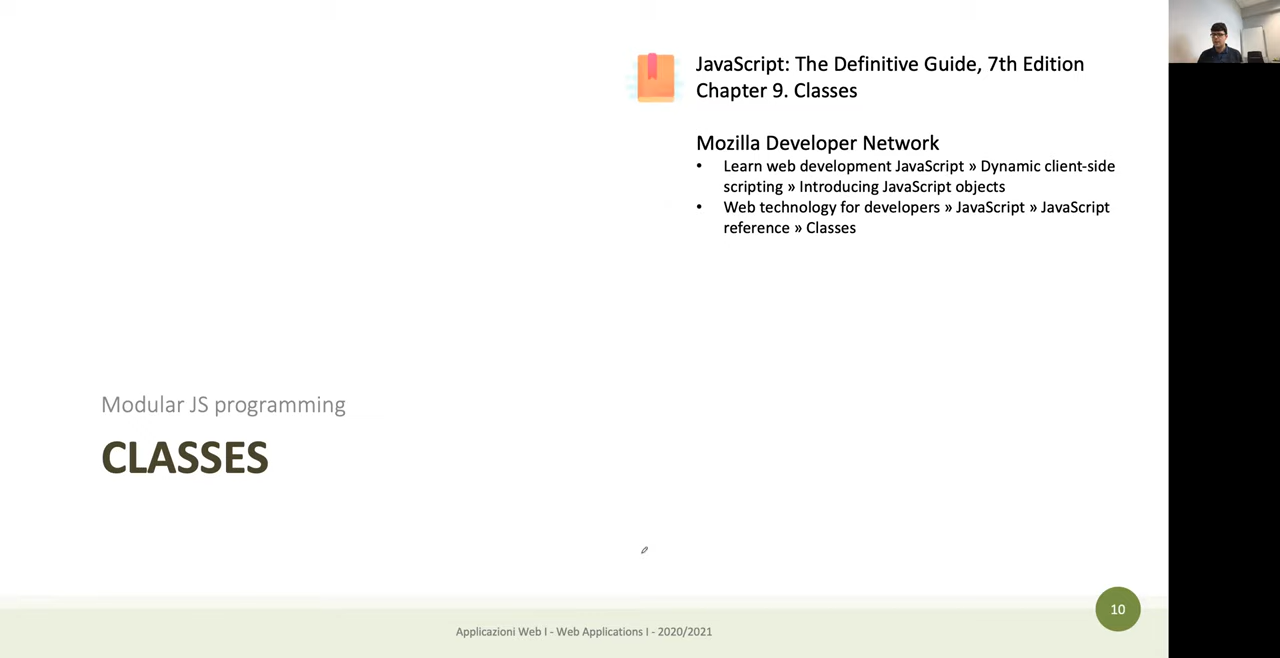 JavaScript: The Definitive Guide, 7th Edition
Chapter 9. Classes
Mozilla Developer Network
• Learn web development JavaScript » Dynamic client-side
scripting » Introducing JavaScript objects
• Web technology for developers » JavaScript » JavaScript
reference » Classes
Modular JS programming
CLASSES
10
Applicazioni Web I - Web Applications I - 2020/2021